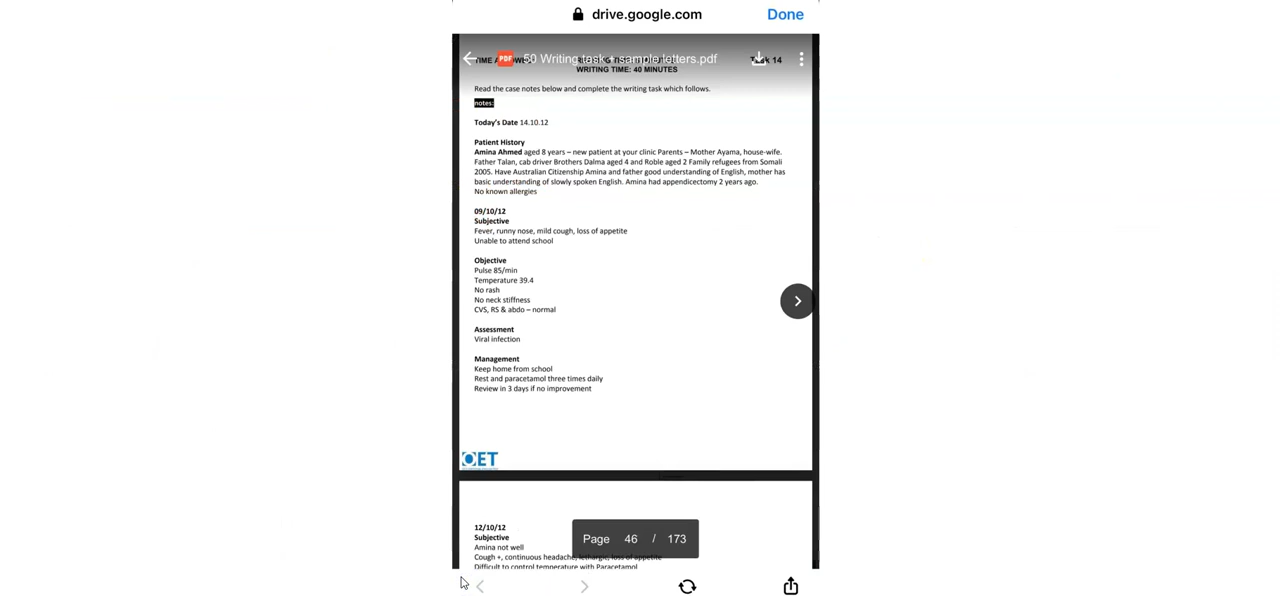 drive.google.com
Done
50 Writing task + sample letters.pdf
PDF
WRITING TIME: 40 MINUTES
Read the case notes below and complete the writing task which follows.
notes:
Today's Date 14.10.12
Patient History
Amina Ahmed aged 8 years – new patient at your clinic Parents – Mother Ayama, house-wife.
Father Talan, cab driver Brothers Dalma aged 4 and Roble aged 2 Family refugees from Somali
2005. Have Australian Citizenship Amina and father good understanding of English, mother has
basic understanding of slowly spoken English. Amina had appendicectomy 2 years ago.
No known allergies
09/10/12
Subjective
Fever, runny nose, mild cough, loss of appetite
Unable to attend school
Objective
Pulse 85/min
Temperature 39.4
No rash
No neck stiffness
CVS, RS & abdo – normal
Assessment
Viral infection
Management
Keep home from school
Rest and paracetamol three times daily
Review in 3 days if no improvement
OET
12/10/12
Subjective
Amina not well
Cough +, continuous headache, lethargic, loss of appetite
Difficult to control temperature with Paracetamol
Page 46 / 173